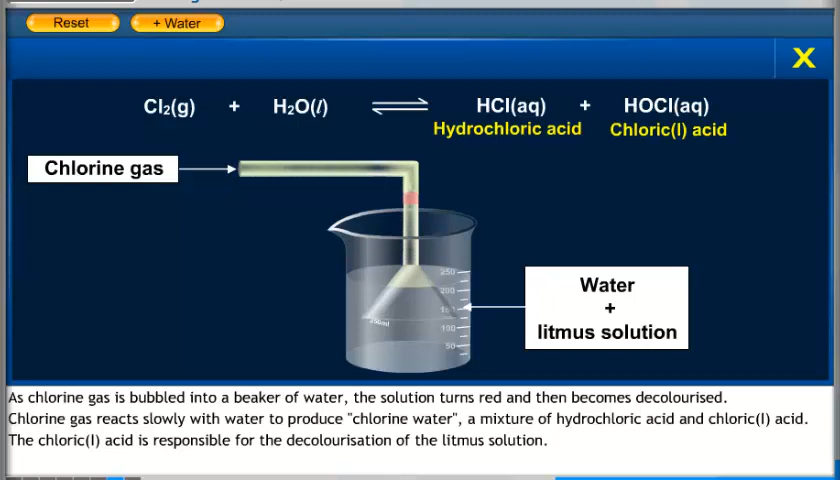 Reset
+ Water
X
Cl₂(g) + H₂O(l) ⇌ HCl(aq) + HOCl(aq)
Hydrochloric acid Chloric(I) acid
Chlorine gas
250
200
150
100
50
250ml
Water
+
litmus solution
As chlorine gas is bubbled into a beaker of water, the solution turns red and then becomes decolourised.
Chlorine gas reacts slowly with water to produce "chlorine water", a mixture of hydrochloric acid and chloric(I) acid.
The chloric(I) acid is responsible for the decolourisation of the litmus solution.